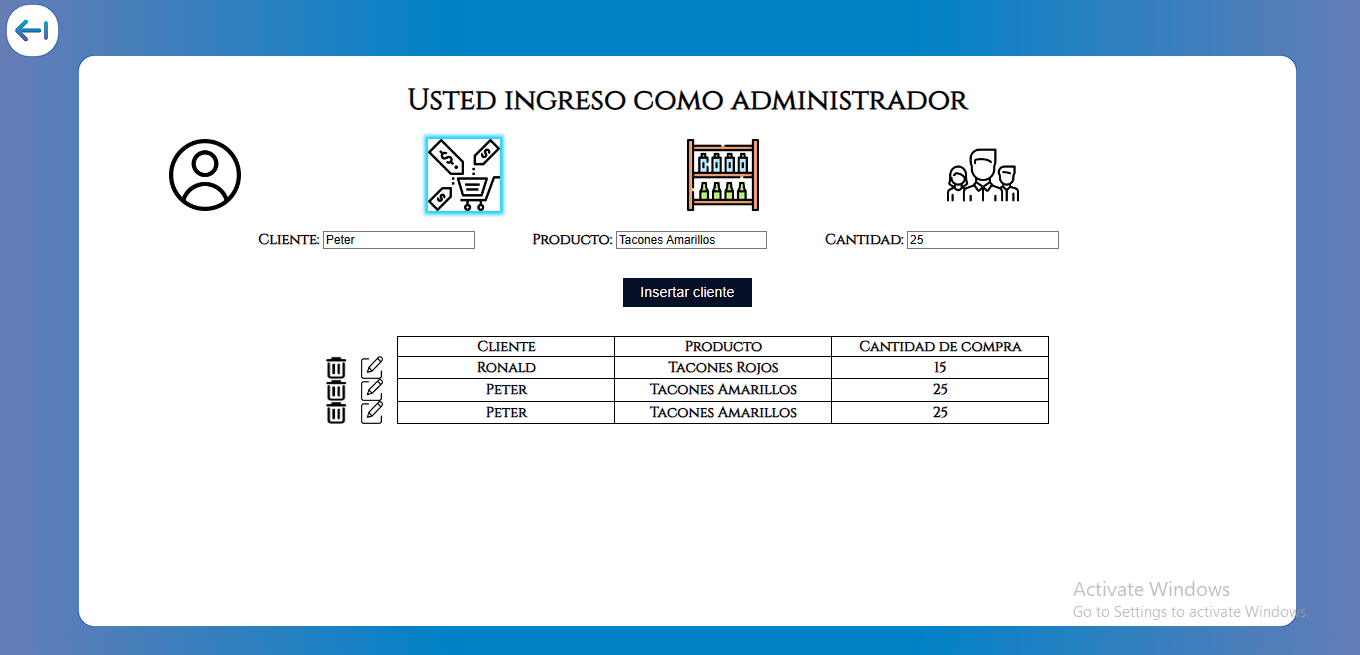 Usted ingreso como administrador
Cliente: Peter Producto: Tacones Amarillos Cantidad: 25
Insertar cliente
Cliente Producto Cantidad de compra
Ronald Tacones Rojos 15
Peter Tacones Amarillos 25
Peter Tacones Amarillos 25
Activate Windows
Go to Settings to activate Windows.